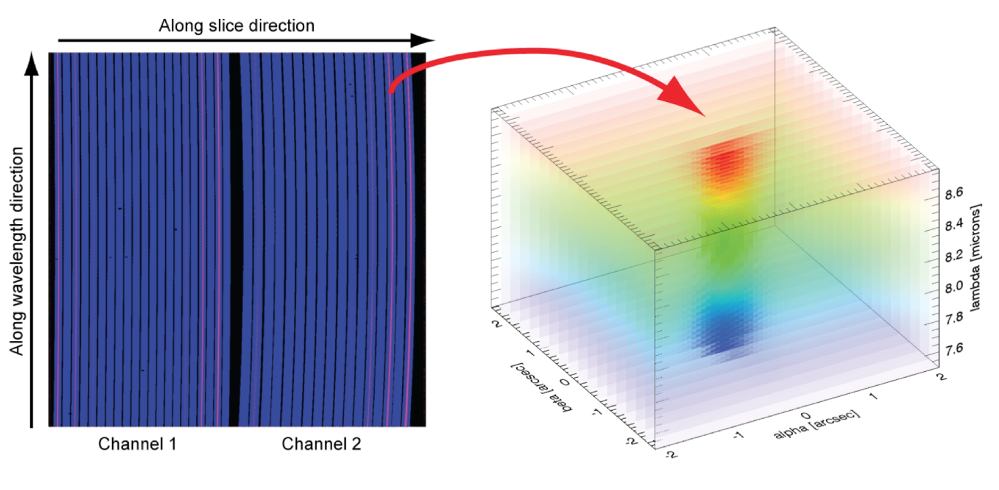 Along slice direction
Along wavelength direction
Channel 1
Channel 2
8.6
8.4
8.2
8.0
7.8
7.6
lambda [microns]
2
1
0
-1
-2
beta [arcsec]
-2
-1
0
1
2
alpha [arcsec]